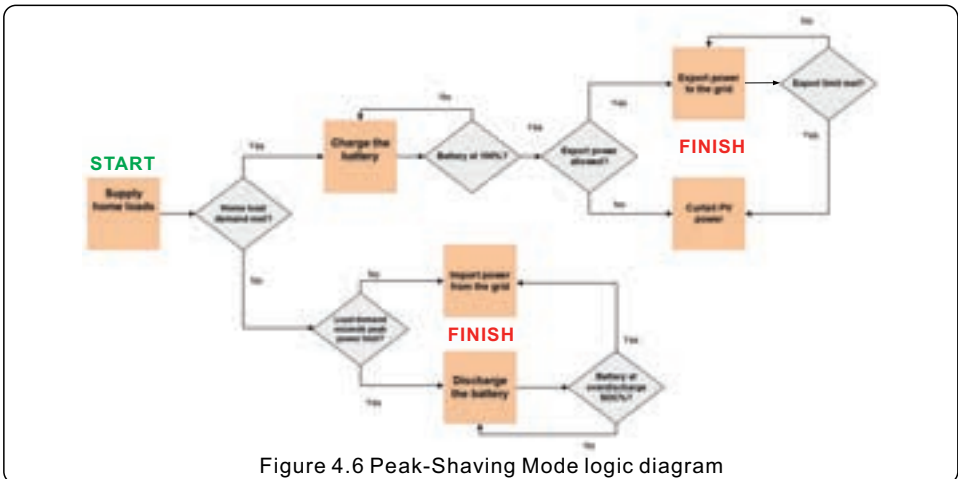 No
Export power
to the grid
Export limit met?
Yes
No
Yes
Charge the
battery
Battery at 100%?
Yes
Export power
allowed?
FINISH
Yes
START
Supply
home loads
Home load
demand met?
No
Curtail PV
power
No
No
Import power
from the grid
Load demand
exceeds peak
power limit?
FINISH
Yes
Discharge
the battery
Battery at
overdischarge
SOC%?
Yes
No
Figure 4.6 Peak-Shaving Mode logic diagram